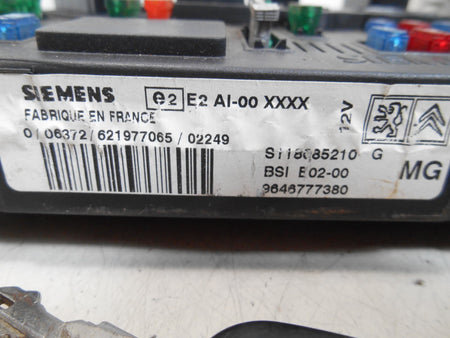 SIEMENS e2 E2 AI-00 XXXX
FABRIQUE EN FRANCE
0/06372/621977065/02249
12V
S118085210 G
BSI E02-00
9646777380
MG